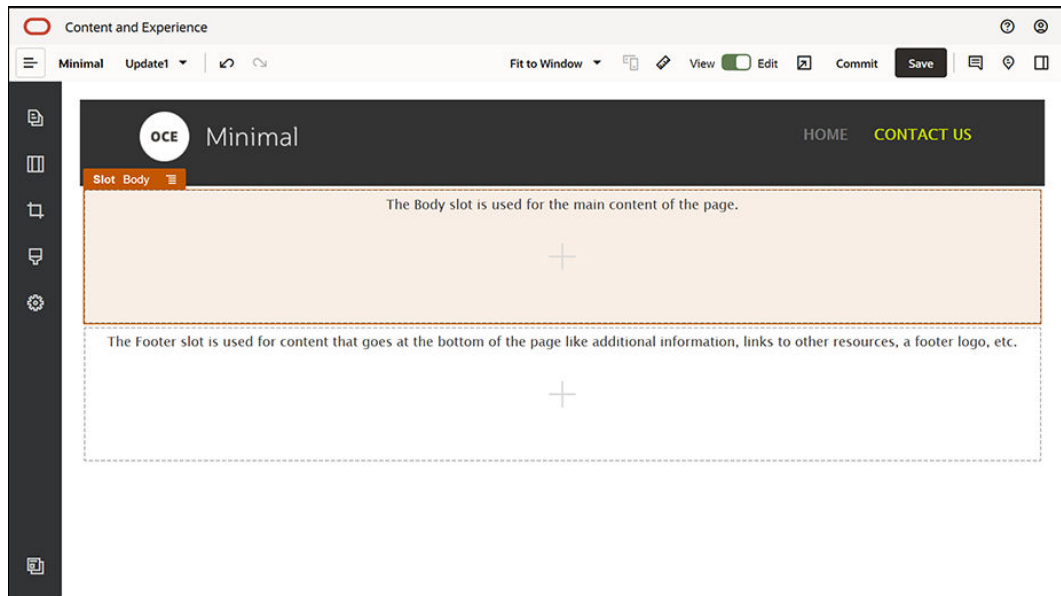 Content and Experience
Minimal Update1 Fit to Window View Edit Commit Save
OCE Minimal HOME CONTACT US
Slot Body
The Body slot is used for the main content of the page.
The Footer slot is used for content that goes at the bottom of the page like additional information, links to other resources, a footer logo, etc.